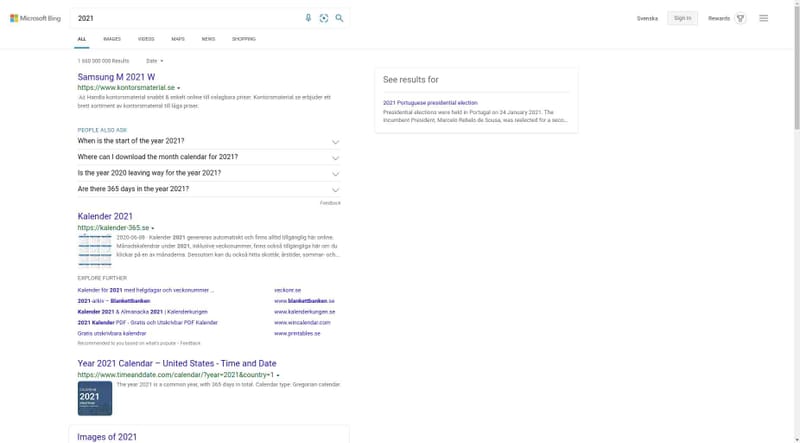 Microsoft Bing
2021
Svenska
Sign in
Rewards
ALL
IMAGES
VIDEOS
MAPS
NEWS
SHOPPING
1 660 000 000 Results
Date
Samsung M 2021 W
https://www.kontorsmaterial.se
Ad Handla kontorsmaterial snabbt & enkelt online till oslagbara priser. Kontorsmaterial.se erbjuder ett
brett sortiment av kontorsmaterial till låga priser.
PEOPLE ALSO ASK
When is the start of the year 2021?
Where can I download the month calendar for 2021?
Is the year 2020 leaving way for the year 2021?
Are there 365 days in the year 2021?
Feedback
Kalender 2021
https://kalender-365.se
2020-06-08 · Kalender 2021 genereras automatiskt och finns alltid tillgänglig här online.
Månadskalendrar under 2021, inklusive veckonummer, finns också tillgängliga här om du
klickar på en av månaderna. Dessutom kan du också hitta skottår, årstider, sommar- och...
EXPLORE FURTHER
Kalender för 2021 med helgdagar och veckonummer ...
veckonr.se
2021-arkiv – Blankettbanken
www.blankettbanken.se
Kalender 2021 & Almanacka 2021 | Kalenderkungen
www.kalenderkungen.se
2021 Kalender PDF - Gratis och Utskrivbar PDF Kalender
www.wincalendar.com
Gratis utskrivbara kalendrar
www.printables.se
Recommended to you based on what's popular • Feedback
Year 2021 Calendar – United States - Time and Date
https://www.timeanddate.com/calendar/?year=2021&country=1
The year 2021 is a common year, with 365 days in total. Calendar type: Gregorian calendar.
CALENDAR
2021
Images of 2021
See results for
2021 Portuguese presidential election
Presidential elections were held in Portugal on 24 January 2021. The
incumbent President, Marcelo Rebelo de Sousa, was reelected for a seco...